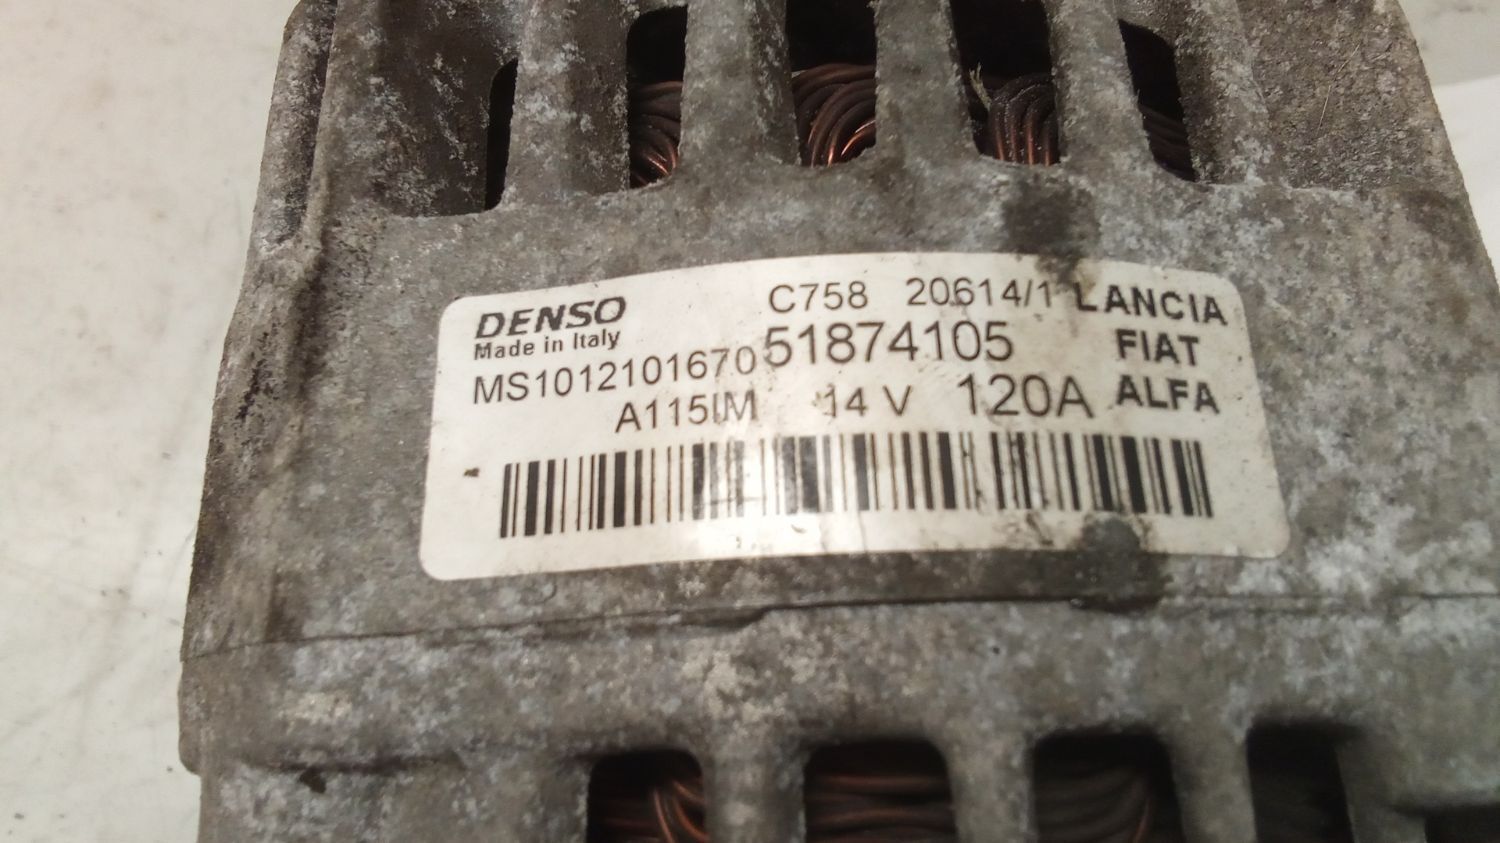 DENSO C758 20614/1 LANCIA
Made in Italy 51874105 FIAT
MS1012101670
A115IM 14 V 120A ALFA